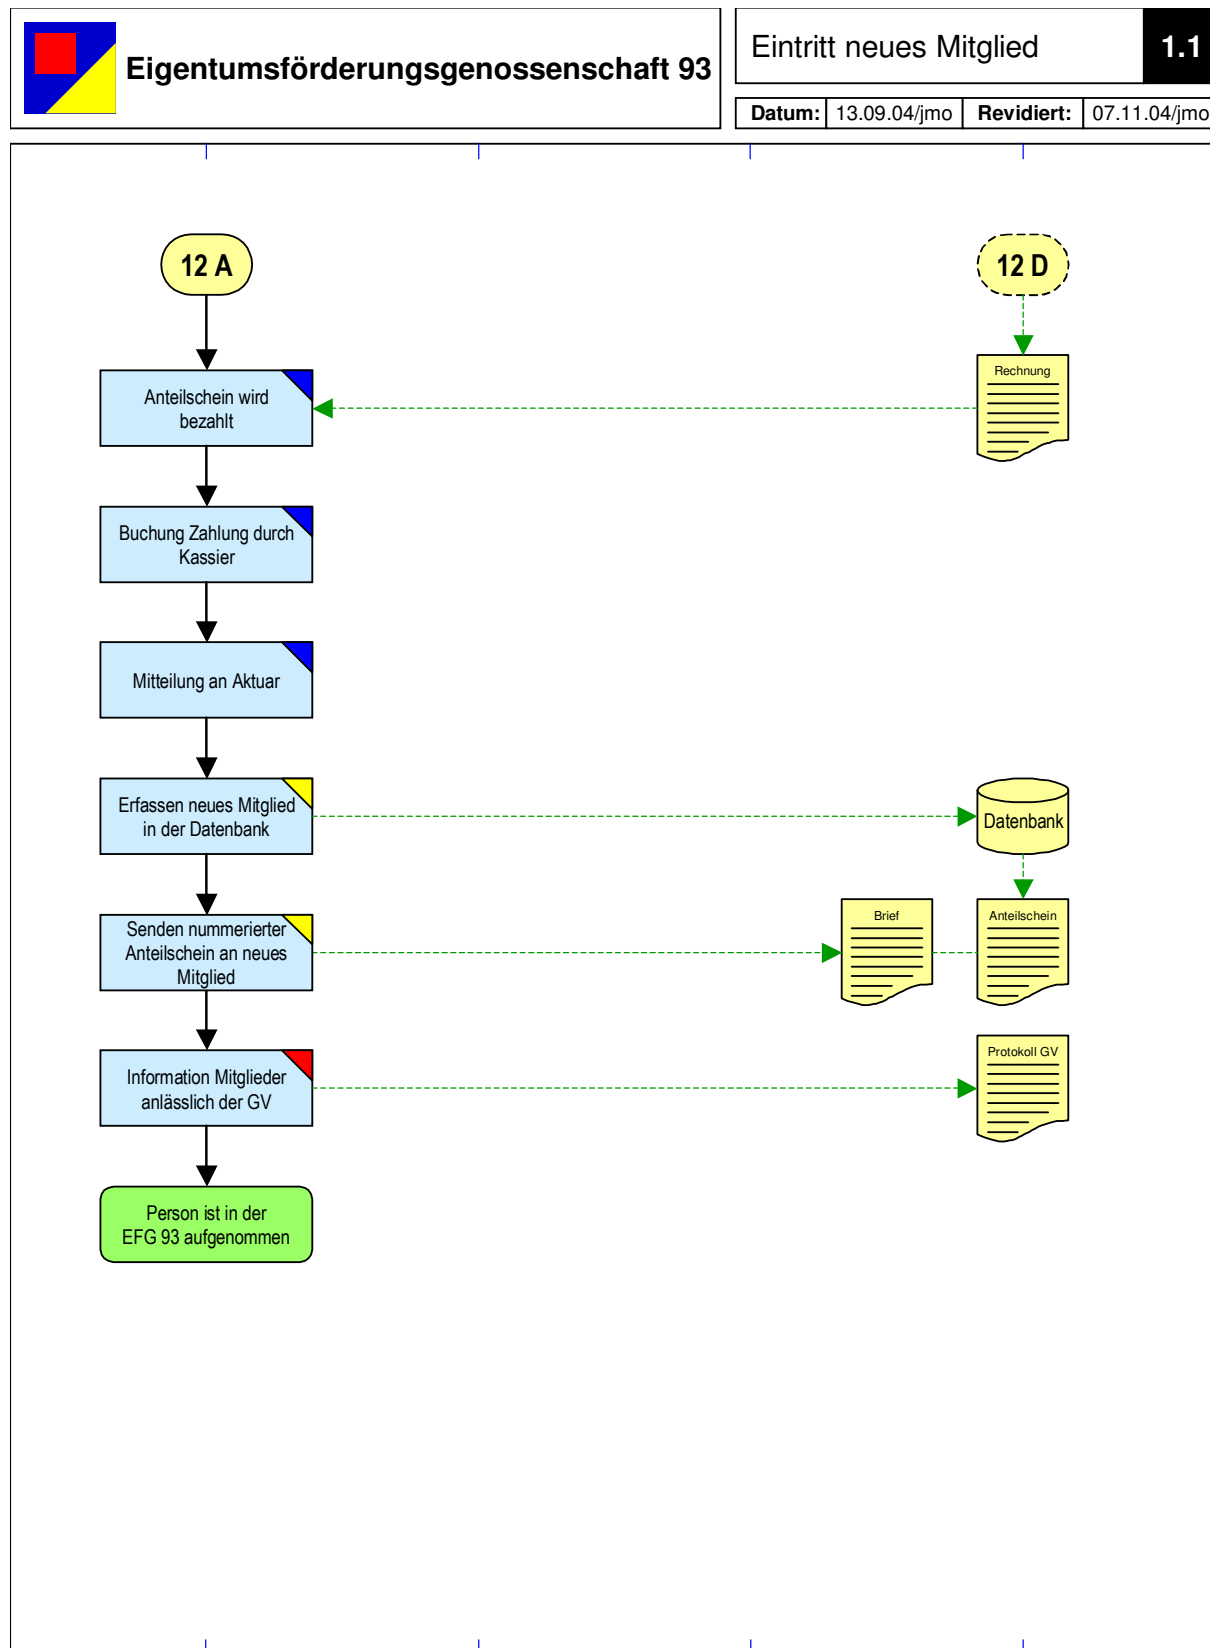 Eigentumsförderungsgenossenschaft 93
Eintritt neues Mitglied
1.1
Datum: 13.09.04/jmo Revidiert: 07.11.04/jmo
12 A
12 D
Rechnung
Anteilschein wird
bezahlt
Buchung Zahlung durch
Kassier
Mitteilung an Aktuar
Erfassen neues Mitglied
in der Datenbank
Datenbank
Senden nummerierter
Anteilschein an neues
Mitglied
Brief
Anteilschein
Information Mitglieder
anlässlich der GV
Protokoll GV
Person ist in der
EFG 93 aufgenommen